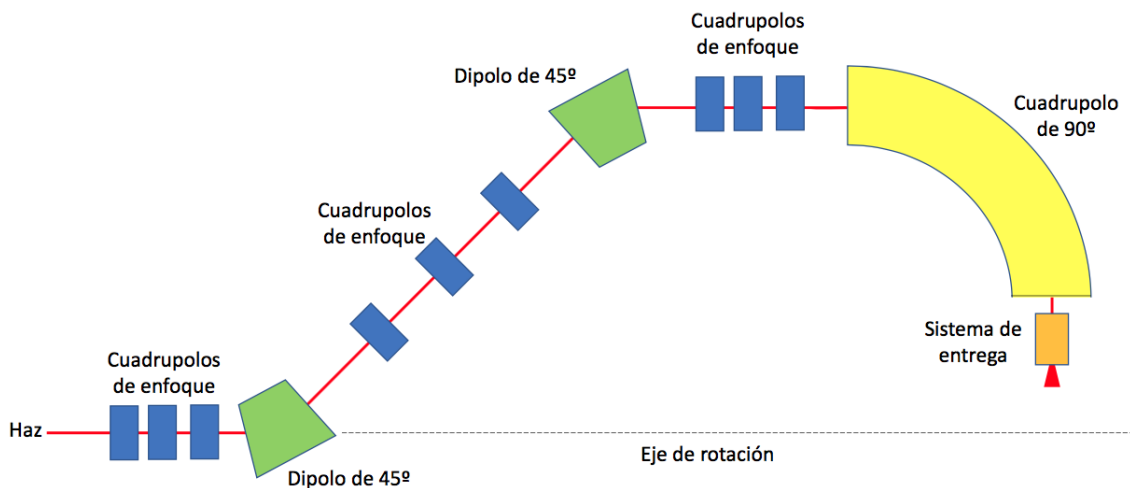 Cuadrupolos
de enfoque
Dipolo de 45º
Cuadrupolo
de 90º
Cuadrupolos
de enfoque
Sistema de
entrega
Cuadrupolos
de enfoque
Haz
Eje de rotación
Dipolo de 45º